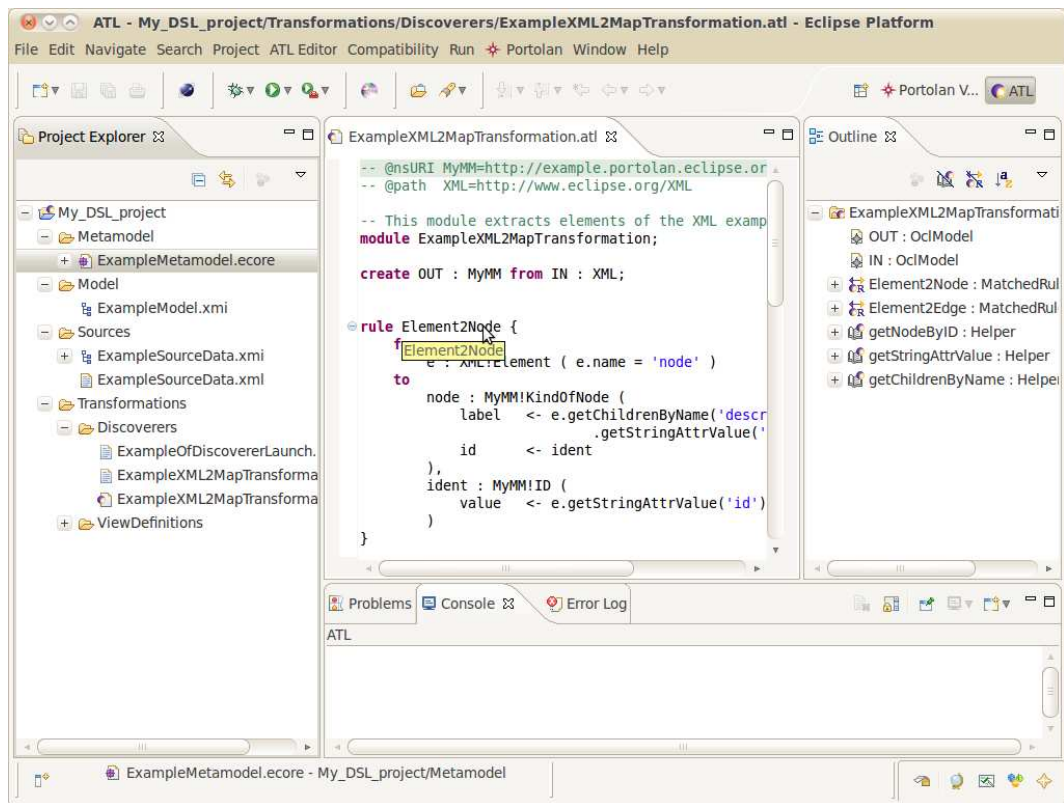 ATL - My_DSL_project/Transformations/Discoverers/ExampleXML2MapTransformation.atl - Eclipse Platform
File Edit Navigate Search Project ATL Editor Compatibility Run Portolan Window Help
Portolan V... ATL
Project Explorer
My_DSL_project
Metamodel
ExampleMetamodel.ecore
Model
ExampleModel.xmi
Sources
ExampleSourceData.xmi
ExampleSourceData.xml
Transformations
Discoverers
ExampleOfDiscovererLaunch.
ExampleXML2MapTransforma
ExampleXML2MapTransforma
ViewDefinitions
ExampleXML2MapTransformation.atl
-- @nsURI MyMM=http://example.portolan.eclipse.or
-- @path  XML=http://www.eclipse.org/XML
-- This module extracts elements of the XML examp
module ExampleXML2MapTransformation;
create OUT : MyMM from IN : XML;
rule Element2Node {
f
Element2Node
e : XML!Element ( e.name = 'node' )
to
node : MyMM!KindOfNode (
label <- e.getChildrenByName('descr
.getStringAttrValue('
id <- ident
),
ident : MyMM!ID (
value <- e.getStringAttrValue('id')
)
}
Outline
ExampleXML2MapTransformati
OUT : OclModel
IN : OclModel
Element2Node : MatchedRul
Element2Edge : MatchedRul
getNodeByID : Helper
getStringAttrValue : Helper
getChildrenByName : Helper
Problems Console Error Log
ATL
ExampleMetamodel.ecore - My_DSL_project/Metamodel